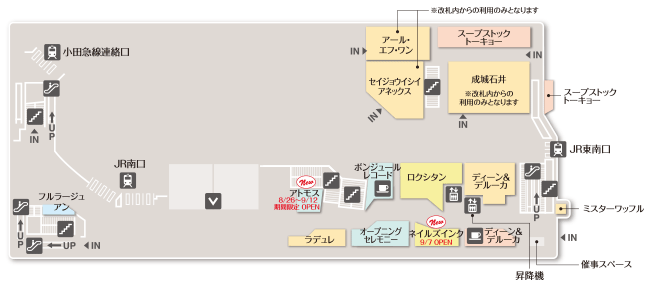 ※改札内からの利用のみとなります
小田急線連絡口
アール・
エフ・ワン
スープストック
トーキョー
IN
IN
セイジョウイシイ
アネックス
成城石井
※改札内からの
利用のみとなります
スープストック
トーキョー
IN
IN
IN
UP
JR東南口
JR南口
ボンジュール
レコード
ロクシタン
ディーン&
デルーカ
New
アトモス
8/26～9/12
期間限定 OPEN
フルラージュ
アン
UP
ミスターワッフル
New
ネイルズインク
9/7 OPEN
オープニング
セレモニー
ラデュレ
ディーン&
デルーカ
UP
UP
IN
IN
昇降機
催事スペース